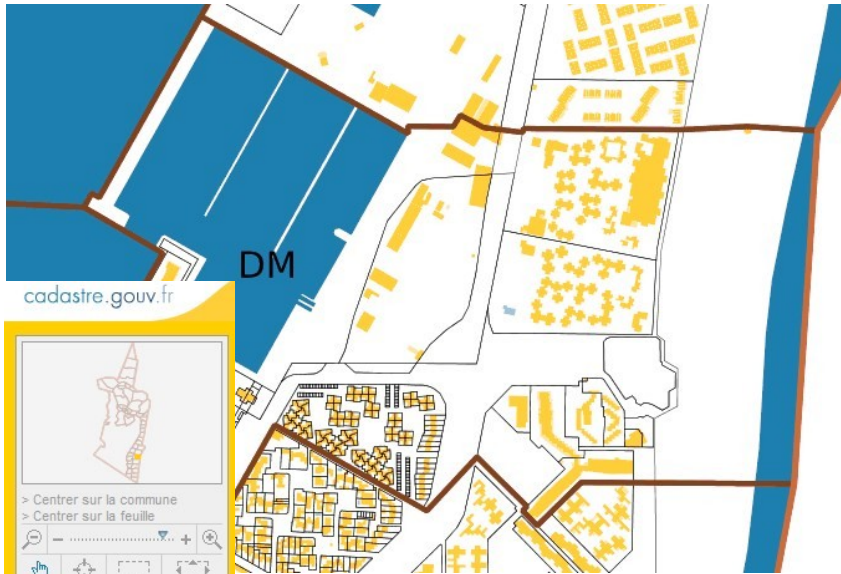 DM
cadastre.gouv.fr
> Centrer sur la commune
> Centrer sur la feuille